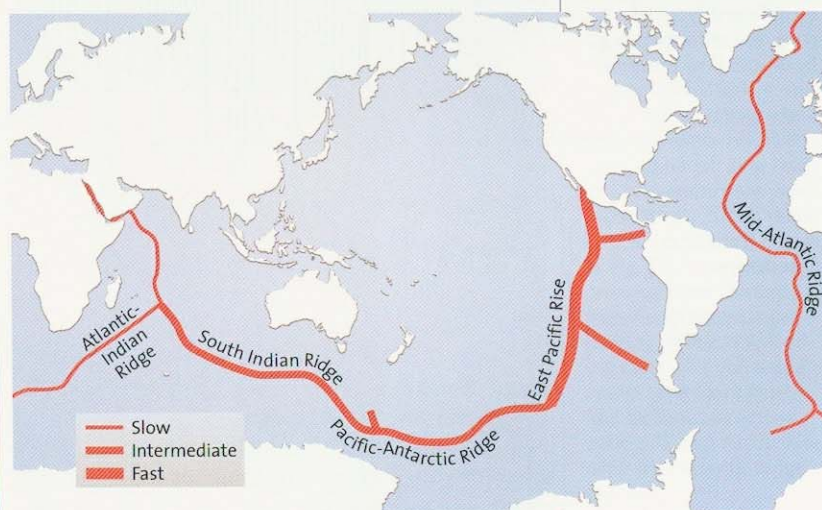 Mid-Atlantic Ridge
East Pacific Rise
Atlantic-
Indian
Ridge
South Indian Ridge
Pacific-Antarctic Ridge
Slow
Intermediate
Fast